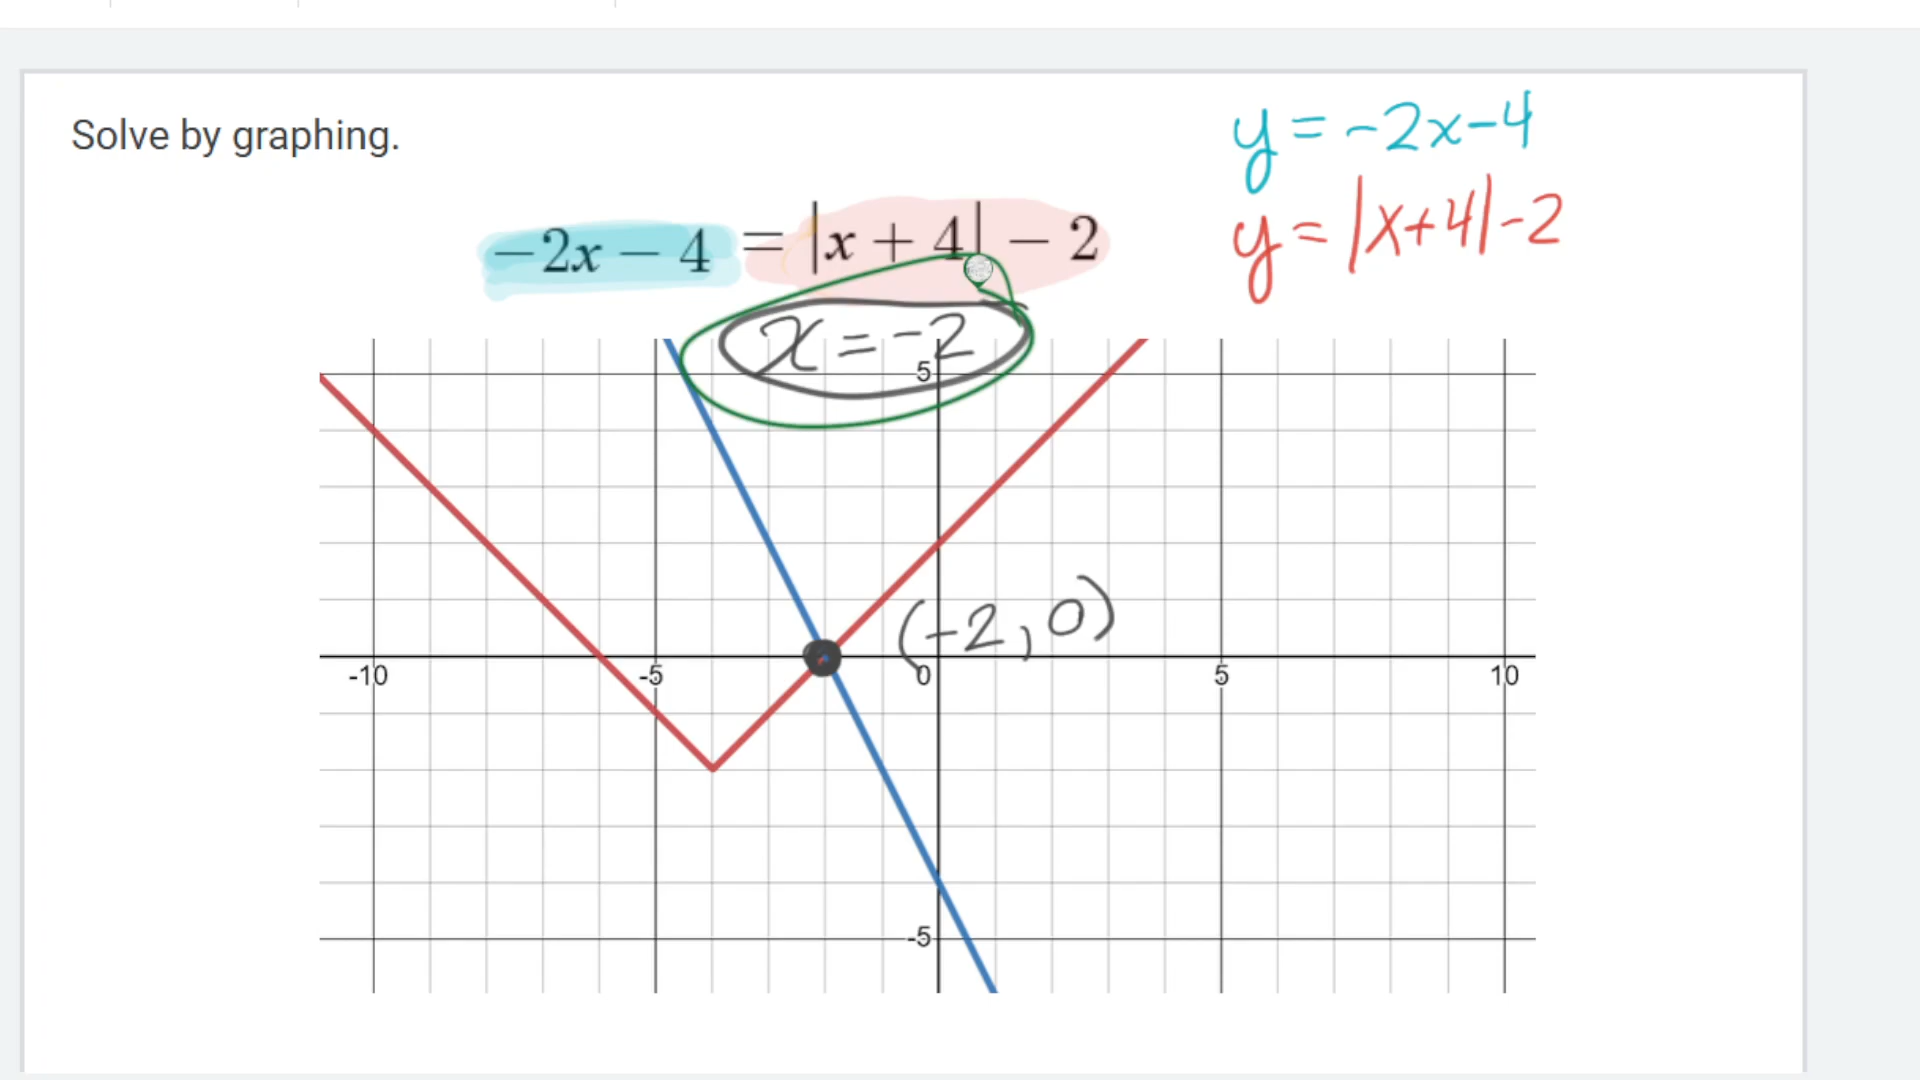 Solve by graphing.
y = -2x-4
y = |x+4|-2
−2x − 4 = |x + 4| − 2
x = -2
5
(-2, 0)
-10 -5 0 5 10
-5